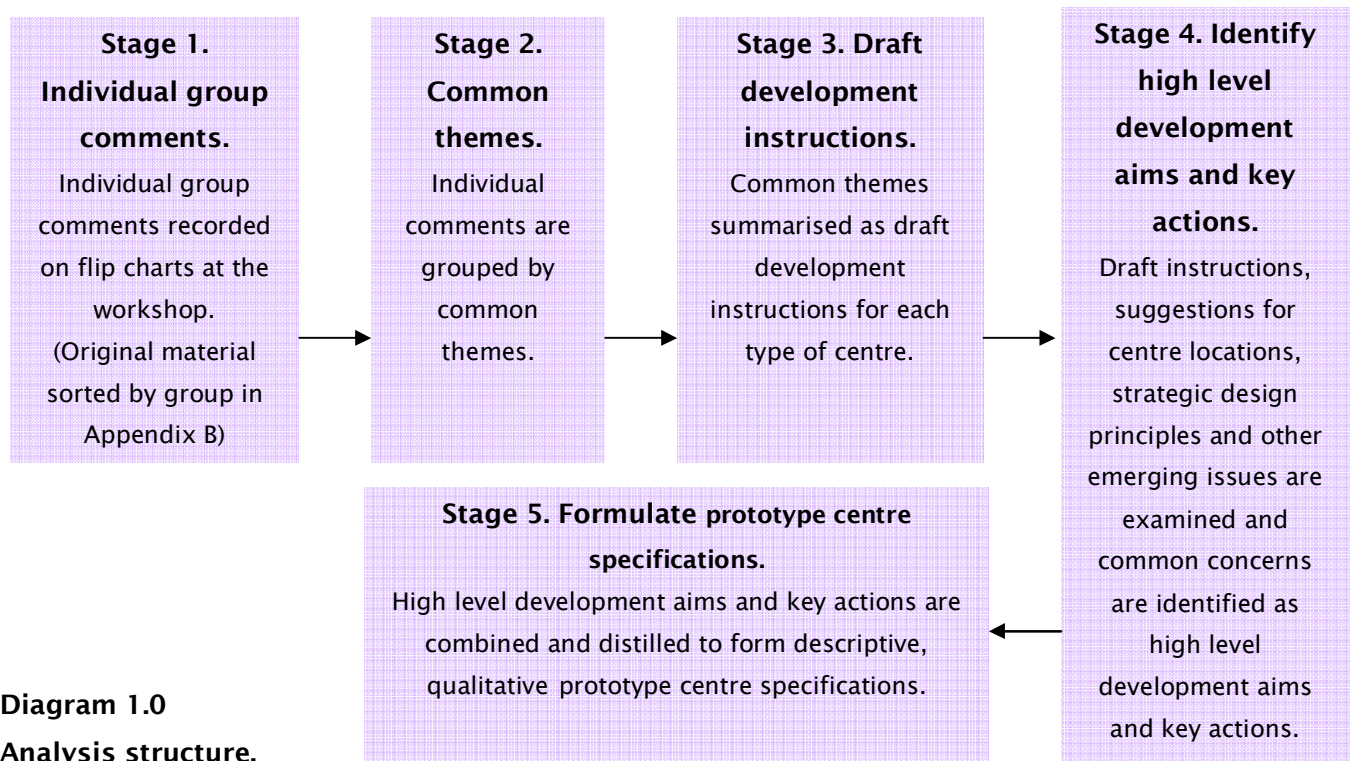 Stage 1.
Individual group
comments.
Individual group
comments recorded
on flip charts at the
workshop.
(Original material
sorted by group in
Appendix B)
Stage 2.
Common
themes.
Individual
comments are
grouped by
common
themes.
Stage 3. Draft
development
instructions.
Common themes
summarised as draft
development
instructions for each
type of centre.
Stage 4. Identify
high level
development
aims and key
actions.
Draft instructions,
suggestions for
centre locations,
strategic design
principles and other
emerging issues are
examined and
common concerns
are identified as
high level
development aims
and key actions.
Stage 5. Formulate prototype centre
specifications.
High level development aims and key actions are
combined and distilled to form descriptive,
qualitative prototype centre specifications.
Diagram 1.0
Analysis structure.